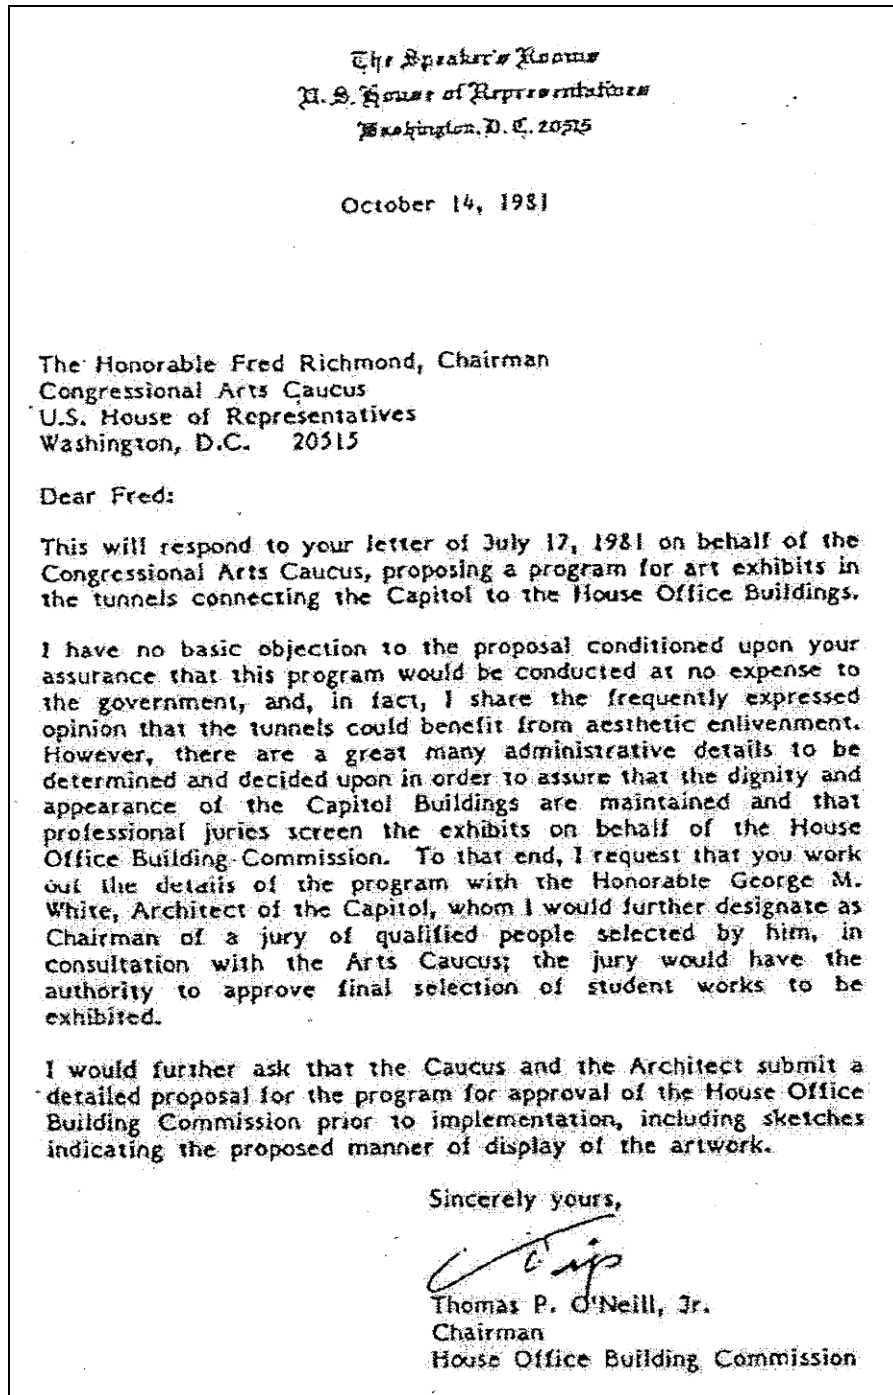 The Speaker's Rooms
U.S. House of Representatives
Washington, D.C. 20515
October 14, 1981
The Honorable Fred Richmond, Chairman
Congressional Arts Caucus
U.S. House of Representatives
Washington, D.C. 20515
Dear Fred:
This will respond to your letter of July 17, 1981 on behalf of the
Congressional Arts Caucus, proposing a program for art exhibits in
the tunnels connecting the Capitol to the House Office Buildings.
I have no basic objection to the proposal conditioned upon your
assurance that this program would be conducted at no expense to
the government, and, in fact, I share the frequently expressed
opinion that the tunnels could benefit from aesthetic enlivenment.
However, there are a great many administrative details to be
determined and decided upon in order to assure that the dignity and
appearance of the Capitol Buildings are maintained and that
professional juries screen the exhibits on behalf of the House
Office Building Commission. To that end, I request that you work
out the details of the program with the Honorable George M.
White, Architect of the Capitol, whom I would further designate as
Chairman of a jury of qualified people selected by him, in
consultation with the Arts Caucus; the jury would have the
authority to approve final selection of student works to be
exhibited.
I would further ask that the Caucus and the Architect submit a
detailed proposal for the program for approval of the House Office
Building Commission prior to implementation, including sketches
indicating the proposed manner of display of the artwork.
Sincerely yours,
Tip
Thomas P. O'Neill, Jr.
Chairman
House Office Building Commission